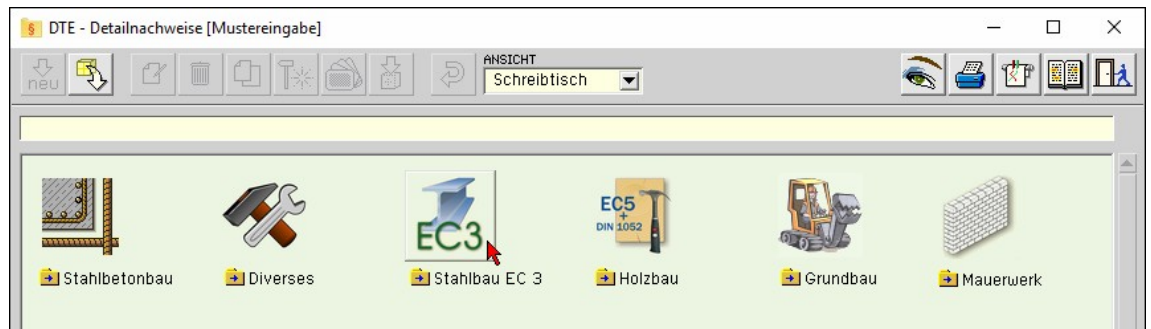 § DTE - Detailnachweise [Mustereingabe]
neu
ANSICHT
Schreibtisch
EC3
EC5
+
DIN 1052
Stahlbetonbau
Diverses
Stahlbau EC 3
Holzbau
Grundbau
Mauerwerk